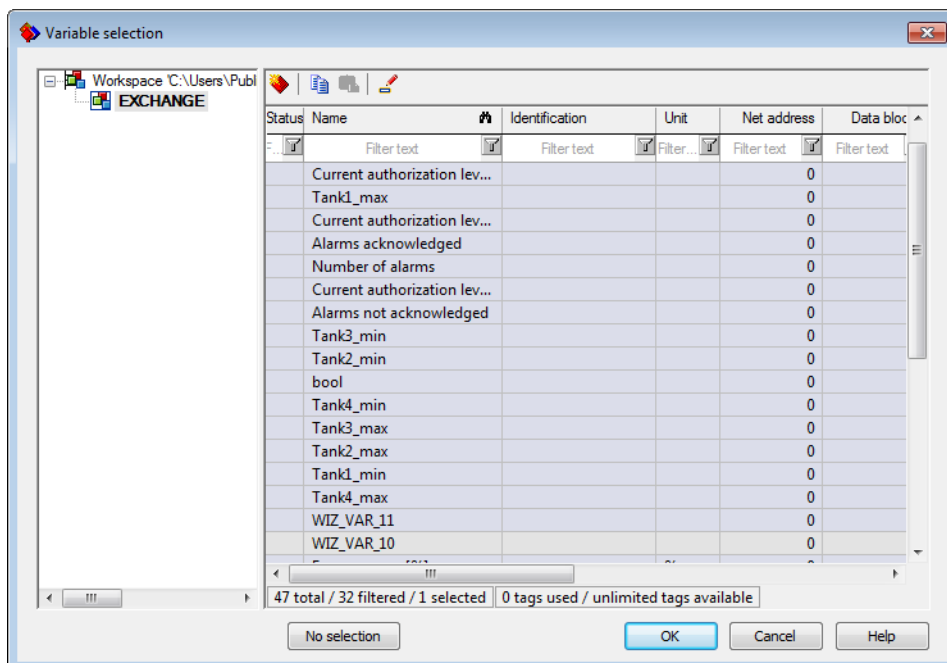 Variable selection
Workspace 'C:\Users\Publ
EXCHANGE
Status Name Identification Unit Net address Data bloc
F... Filter text Filter text Filter... Filter text Filter text
Current authorization lev... 0
Tank1_max 0
Current authorization lev... 0
Alarms acknowledged 0
Number of alarms 0
Current authorization lev... 0
Alarms not acknowledged 0
Tank3_min 0
Tank2_min 0
bool 0
Tank4_min 0
Tank3_max 0
Tank2_max 0
Tank1_min 0
Tank4_max 0
WIZ_VAR_11 0
WIZ_VAR_10 0
47 total / 32 filtered / 1 selected 0 tags used / unlimited tags available
No selection OK Cancel Help